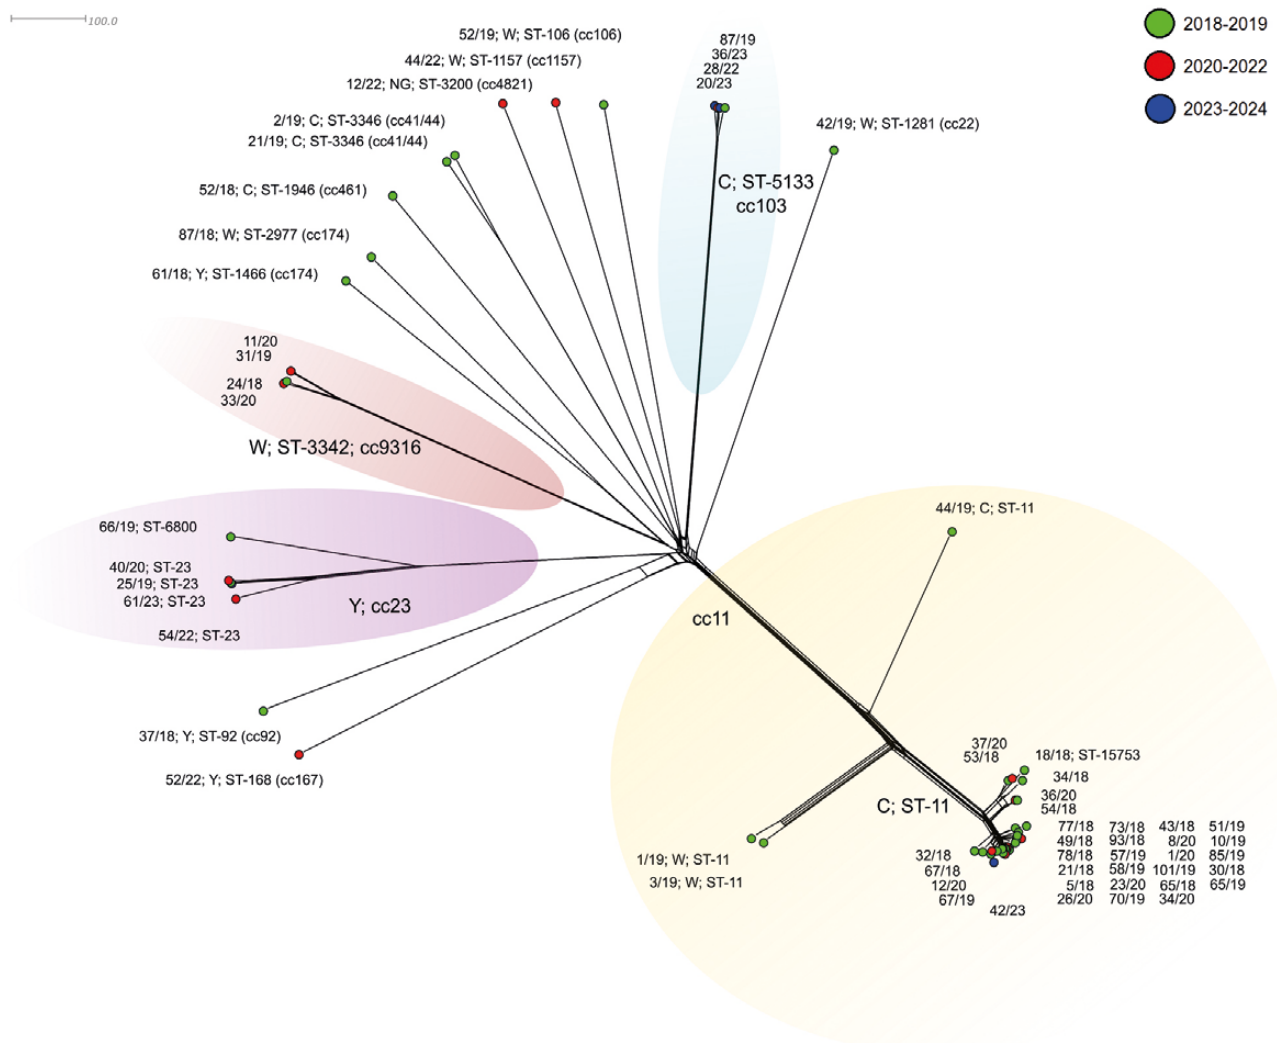 100.0
2018-2019
2020-2022
2023-2024
52/19; W; ST-106 (cc106)
44/22; W; ST-1157 (cc1157)
12/22; NG; ST-3200 (cc4821)
2/19; C; ST-3346 (cc41/44)
21/19; C; ST-3346 (cc41/44)
52/18; C; ST-1946 (cc461)
87/18; W; ST-2977 (cc174)
61/18; Y; ST-1466 (cc174)
87/19
36/23
28/22
20/23
C; ST-5133
cc103
42/19; W; ST-1281 (cc22)
11/20
31/19
24/18
33/20
W; ST-3342; cc9316
66/19; ST-6800
40/20; ST-23
25/19; ST-23
61/23; ST-23
54/22; ST-23
Y; cc23
37/18; Y; ST-92 (cc92)
52/22; Y; ST-168 (cc167)
44/19; C; ST-11
cc11
C; ST-11
1/19; W; ST-11
3/19; W; ST-11
37/20
53/18
18/18; ST-15753
34/18
36/20
54/18
77/18 73/18 43/18 51/19
49/18 93/18 8/20 10/19
78/18 57/19 1/20 85/19
21/18 58/19 101/19 30/18
5/18 23/20 65/18 65/19
26/20 70/19 34/20
32/18
67/18
12/20
67/19
42/23